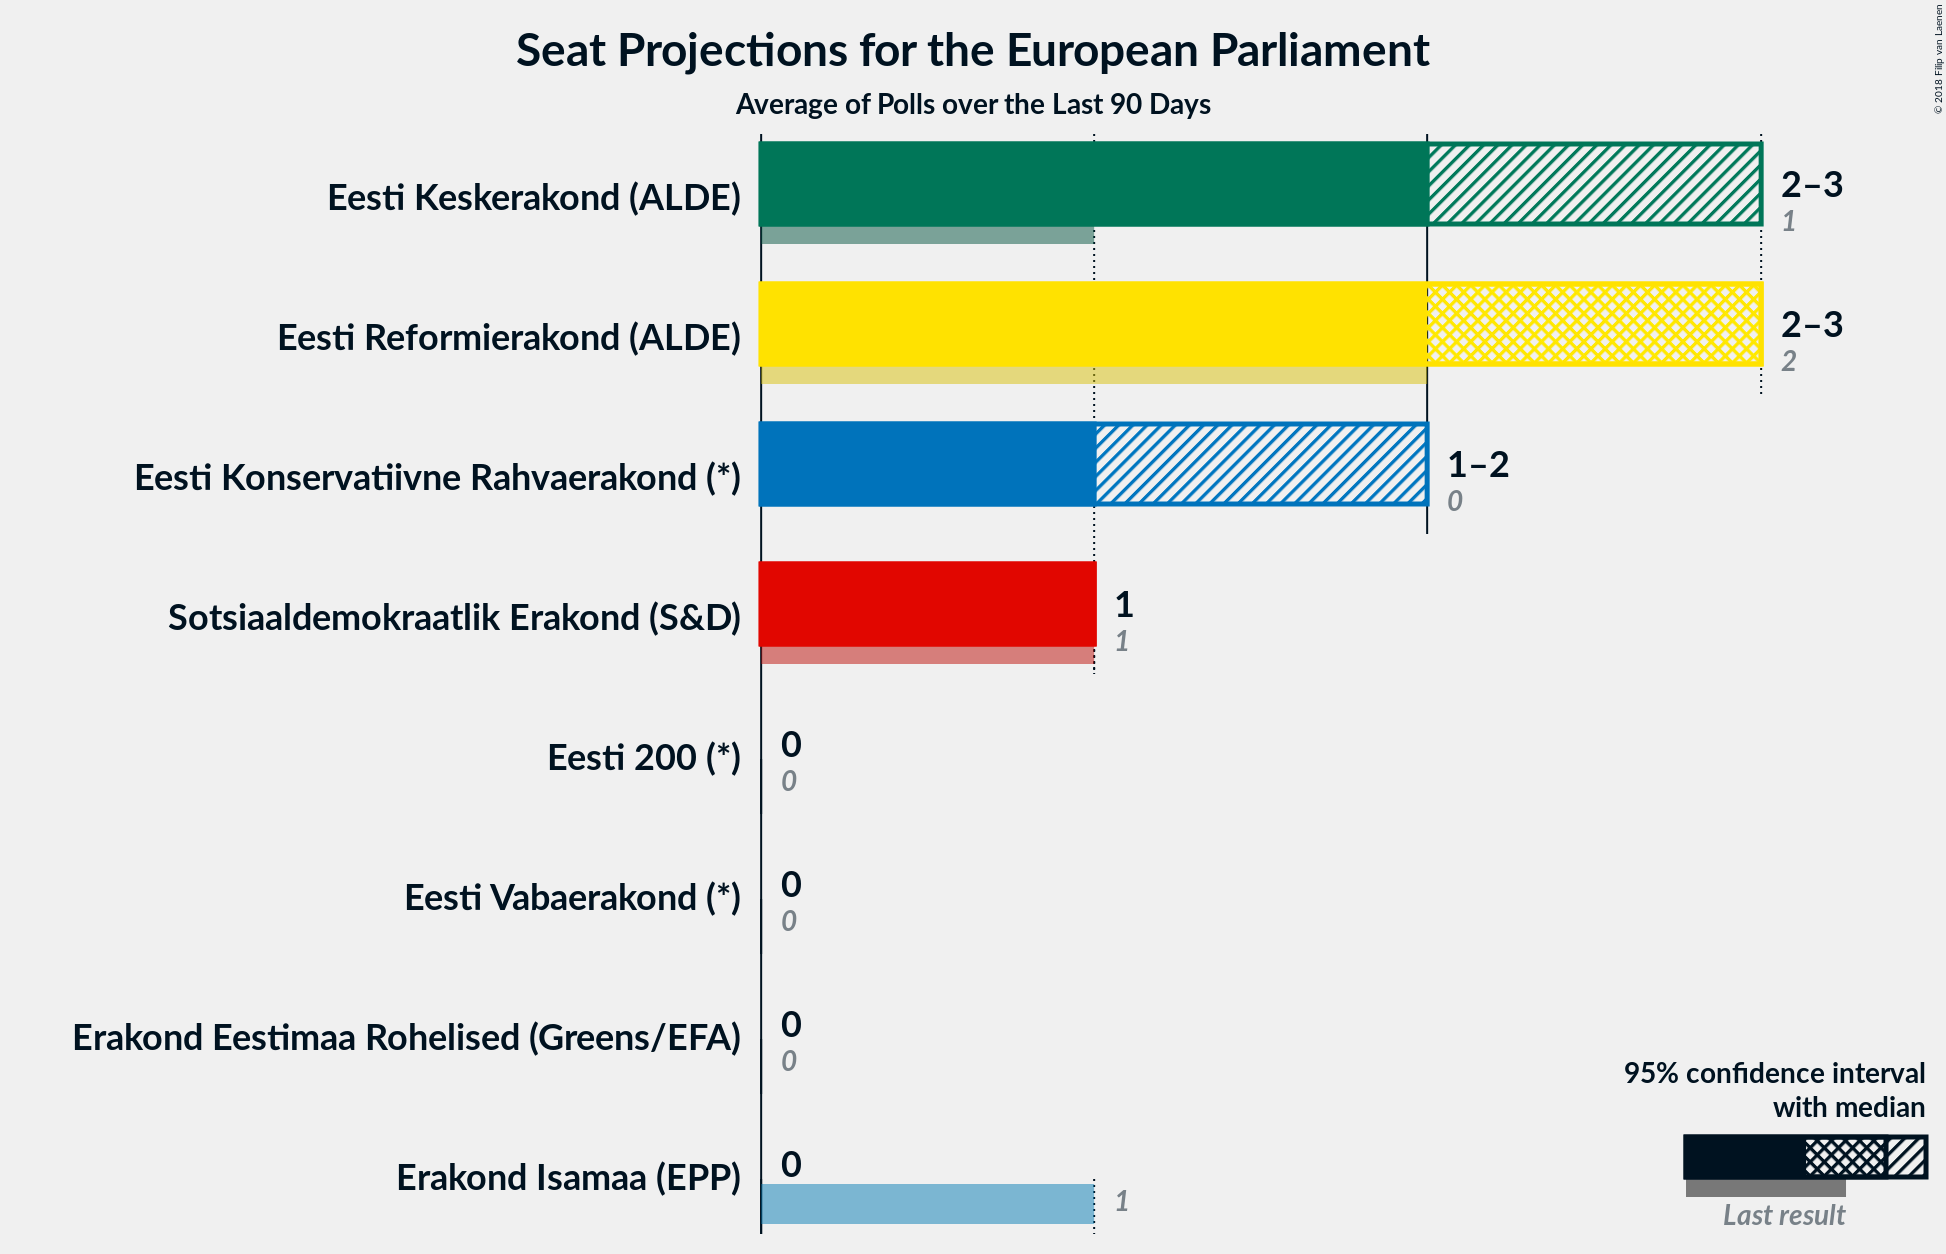 Seat Projections for the European Parliament
Average of Polls over the Last 90 Days
© 2018 Filip van Laenen
Eesti Keskerakond (ALDE)
2–3
1
Eesti Reformierakond (ALDE)
2–3
2
Eesti Konservatiivne Rahvaerakond (*)
1–2
0
Sotsiaaldemokraatlik Erakond (S&D)
1
1
Eesti 200 (*)
0
0
Eesti Vabaerakond (*)
0
0
Erakond Eestimaa Rohelised (Greens/EFA)
0
0
Erakond Isamaa (EPP)
0
1
95% confidence interval
with median
Last result